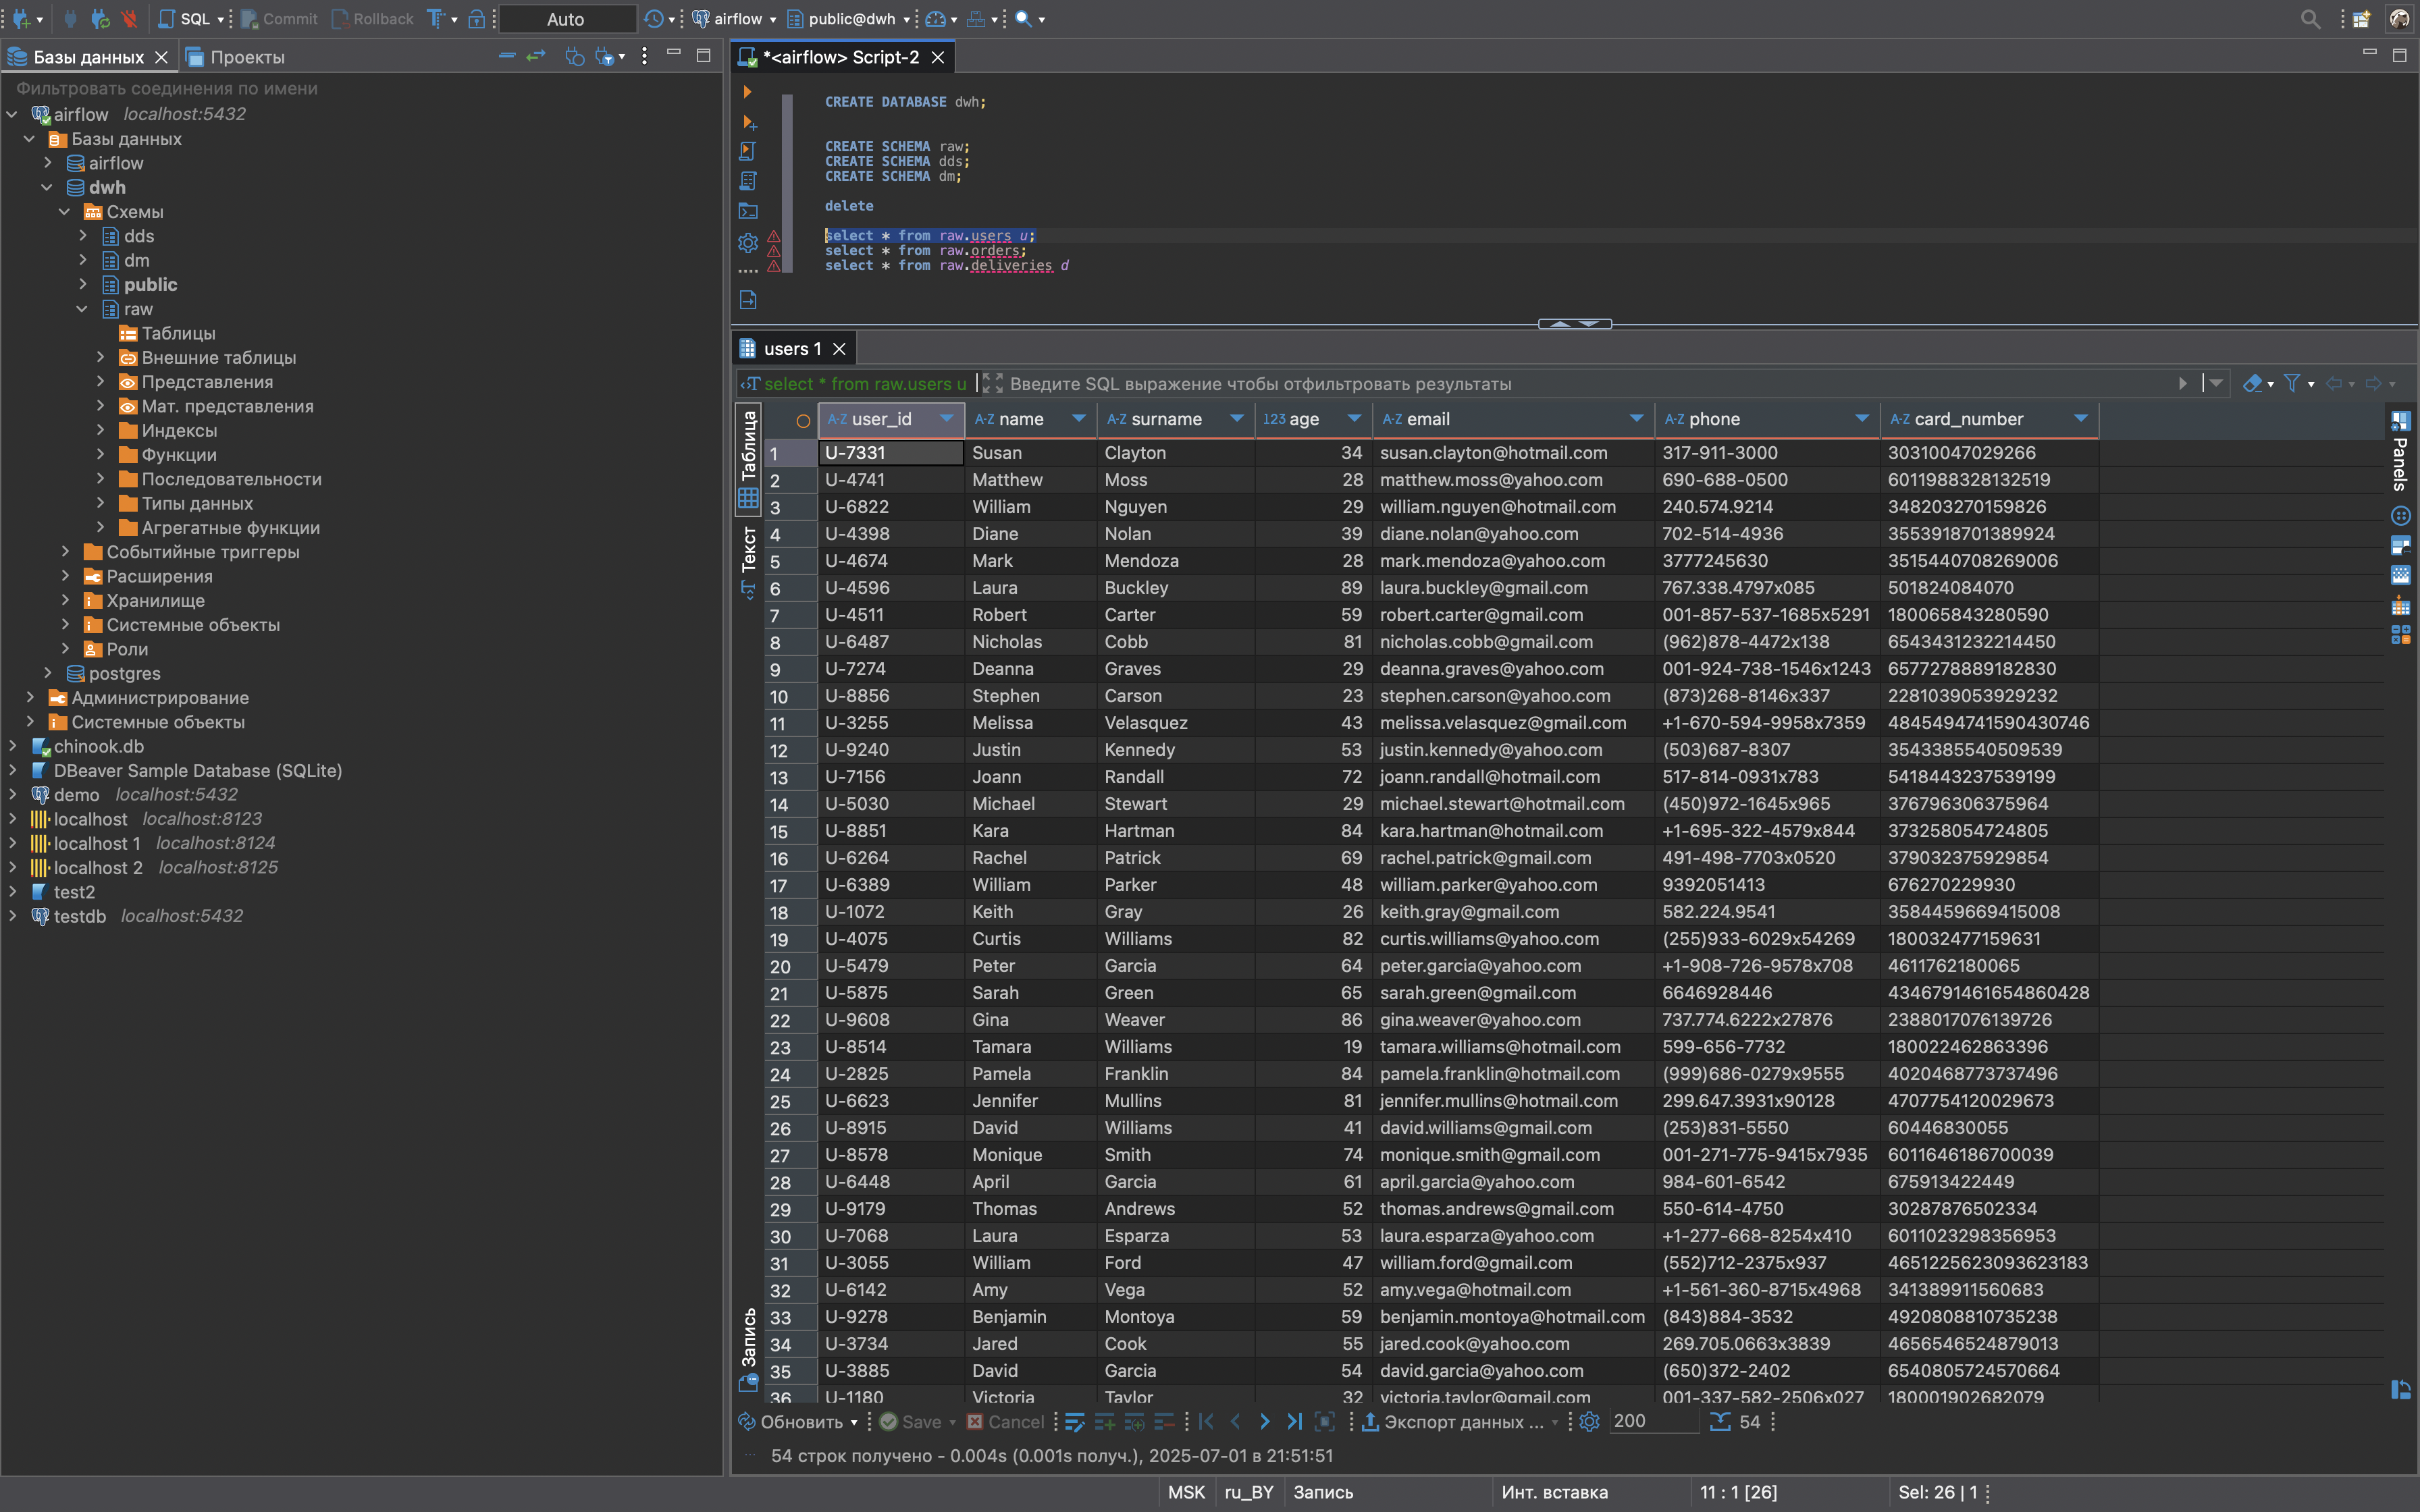 SQL Commit Rollback Auto airflow public@dwh
Базы данных Проекты
*<airflow> Script-2
Фильтровать соединения по имени
airflow localhost:5432
Базы данных
airflow
dwh
Схемы
dds
dm
public
raw
Таблицы
Внешние таблицы
Представления
Мат. представления
Индексы
Функции
Последовательности
Типы данных
Агрегатные функции
Событийные триггеры
Расширения
Хранилище
Системные объекты
Роли
postgres
Администрирование
Системные объекты
chinook.db
DBeaver Sample Database (SQLite)
demo localhost:5432
localhost localhost:8123
localhost 1 localhost:8124
localhost 2 localhost:8125
test2
testdb localhost:5432
CREATE DATABASE dwh;
CREATE SCHEMA raw;
CREATE SCHEMA dds;
CREATE SCHEMA dm;
delete
select * from raw.users u;
select * from raw.orders;
select * from raw.deliveries d
users 1
select * from raw.users u Введите SQL выражение чтобы отфильтровать результаты
Таблица
Текст
Запись
Panels
A-Z user_id A-Z name A-Z surname 123 age A-Z email A-Z phone A-Z card_number
1 U-7331 Susan Clayton 34 susan.clayton@hotmail.com 317-911-3000 30310047029266
2 U-4741 Matthew Moss 28 matthew.moss@yahoo.com 690-688-0500 6011988328132519
3 U-6822 William Nguyen 29 william.nguyen@hotmail.com 240.574.9214 348203270159826
4 U-4398 Diane Nolan 39 diane.nolan@yahoo.com 702-514-4936 3553918701389924
5 U-4674 Mark Mendoza 28 mark.mendoza@yahoo.com 3777245630 3515440708269006
6 U-4596 Laura Buckley 89 laura.buckley@gmail.com 767.338.4797x085 501824084070
7 U-4511 Robert Carter 59 robert.carter@gmail.com 001-857-537-1685x5291 180065843280590
8 U-6487 Nicholas Cobb 81 nicholas.cobb@gmail.com (962)878-4472x138 6543431232214450
9 U-7274 Deanna Graves 29 deanna.graves@yahoo.com 001-924-738-1546x1243 6577278889182830
10 U-8856 Stephen Carson 23 stephen.carson@yahoo.com (873)268-8146x337 2281039053929232
11 U-3255 Melissa Velasquez 43 melissa.velasquez@gmail.com +1-670-594-9958x7359 4845494741590430746
12 U-9240 Justin Kennedy 53 justin.kennedy@yahoo.com (503)687-8307 3543385540509539
13 U-7156 Joann Randall 72 joann.randall@hotmail.com 517-814-0931x783 5418443237539199
14 U-5030 Michael Stewart 29 michael.stewart@hotmail.com (450)972-1645x965 376796306375964
15 U-8851 Kara Hartman 84 kara.hartman@hotmail.com +1-695-322-4579x844 373258054724805
16 U-6264 Rachel Patrick 69 rachel.patrick@gmail.com 491-498-7703x0520 379032375929854
17 U-6389 William Parker 48 william.parker@yahoo.com 9392051413 676270229930
18 U-1072 Keith Gray 26 keith.gray@gmail.com 582.224.9541 3584459669415008
19 U-4075 Curtis Williams 82 curtis.williams@yahoo.com (255)933-6029x54269 180032477159631
20 U-5479 Peter Garcia 64 peter.garcia@yahoo.com +1-908-726-9578x708 4611762180065
21 U-5875 Sarah Green 65 sarah.green@gmail.com 6646928446 4346791461654860428
22 U-9608 Gina Weaver 86 gina.weaver@yahoo.com 737.774.6222x27876 2388017076139726
23 U-8514 Tamara Williams 19 tamara.williams@hotmail.com 599-656-7732 180022462863396
24 U-2825 Pamela Franklin 84 pamela.franklin@hotmail.com (999)686-0279x9555 4020468773737496
25 U-6623 Jennifer Mullins 81 jennifer.mullins@hotmail.com 299.647.3931x90128 4707754120029673
26 U-8915 David Williams 41 david.williams@gmail.com (253)831-5550 60446830055
27 U-8578 Monique Smith 74 monique.smith@gmail.com 001-271-775-9415x7935 6011646186700039
28 U-6448 April Garcia 61 april.garcia@yahoo.com 984-601-6542 675913422449
29 U-9179 Thomas Andrews 52 thomas.andrews@gmail.com 550-614-4750 30287876502334
30 U-7068 Laura Esparza 53 laura.esparza@yahoo.com +1-277-668-8254x410 6011023298356953
31 U-3055 William Ford 47 william.ford@gmail.com (552)712-2375x937 4651225623093623183
32 U-6142 Amy Vega 52 amy.vega@hotmail.com +1-561-360-8715x4968 341389911560683
33 U-9278 Benjamin Montoya 59 benjamin.montoya@hotmail.com (843)884-3532 4920808810735238
34 U-3734 Jared Cook 55 jared.cook@yahoo.com 269.705.0663x3839 4656546524879013
35 U-3885 David Garcia 54 david.garcia@yahoo.com (650)372-2402 6540805724570664
36 U-1180 Victoria Taylor 32 victoria.taylor@gmail.com 001-337-582-2506x027 180001902682079
Обновить Save Cancel Экспорт данных ... 200 54
54 строк получено - 0.004s (0.001s получ.), 2025-07-01 в 21:51:51
MSK ru_BY Запись Инт. вставка 11 : 1 [26] Sel: 26 | 1